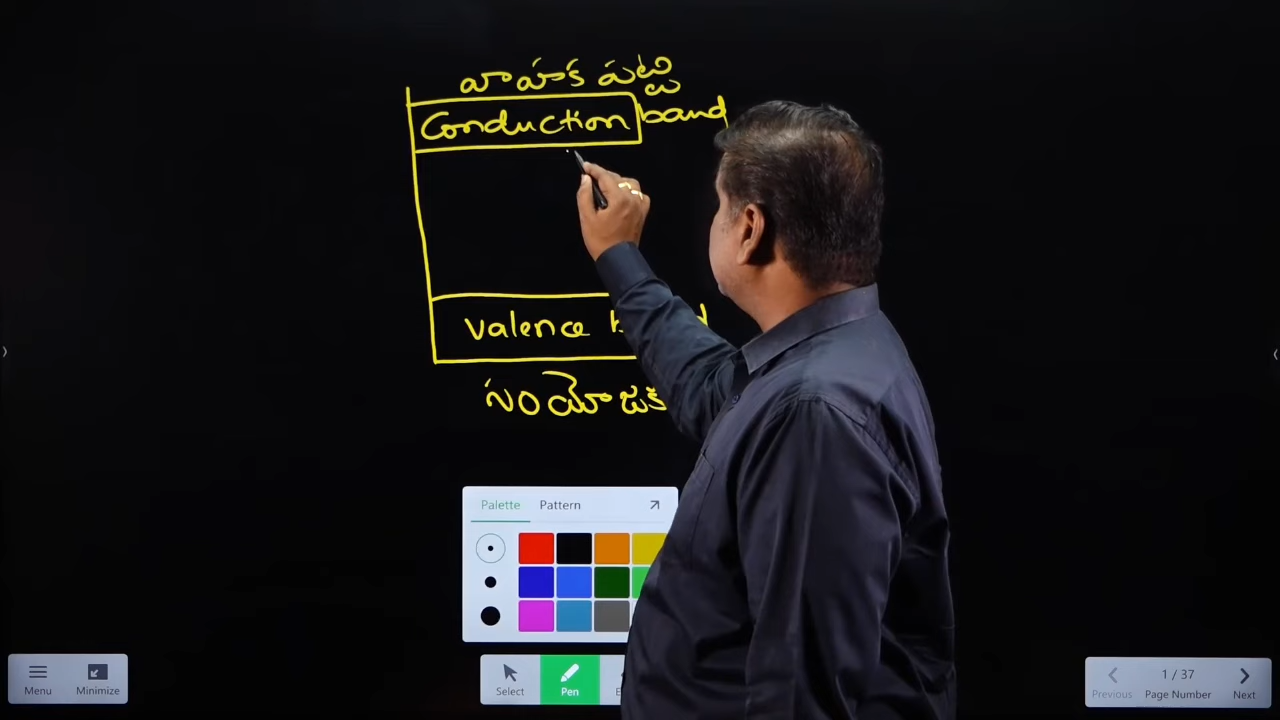 వాహక పట్టి
Conduction band
Valence
సంయోజక
Palette Pattern
Select Pen
Menu Minimize
1 / 37
Previous Page Number Next